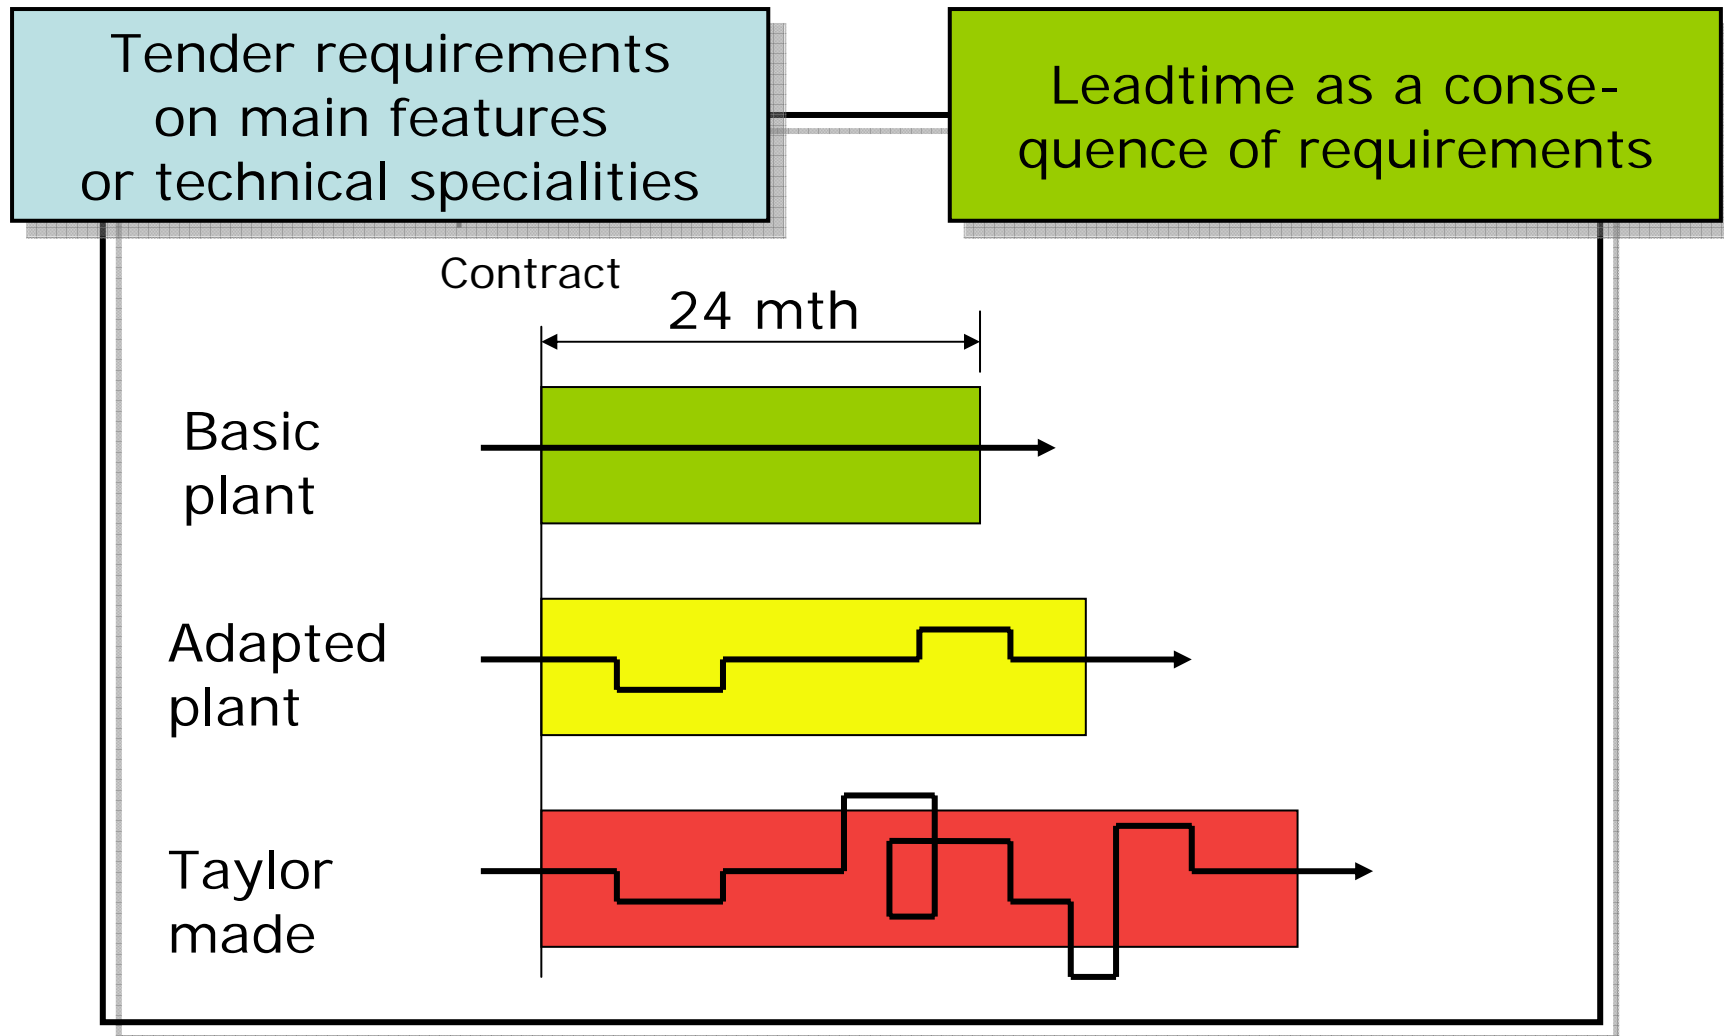 Tender requirements
on main features
or technical specialities
Leadtime as a conse-
quence of requirements
Contract
24 mth
Basic
plant
Adapted
plant
Taylor
made